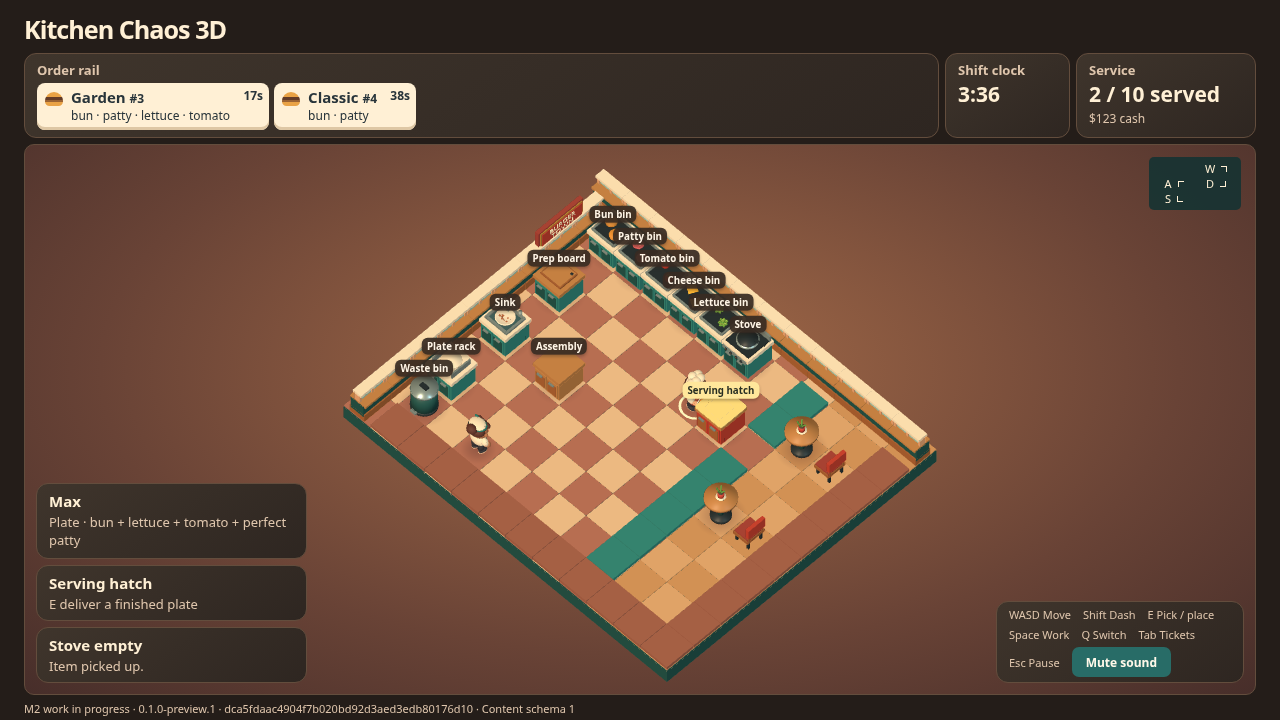 Kitchen Chaos 3D
Order rail
Garden #3 17s
bun · patty · lettuce · tomato
Classic #4 38s
bun · patty
Shift clock
3:36
Service
2 / 10 served
$123 cash
W
A D
S
Bun bin
Patty bin
Prep board
Tomato bin
Cheese bin
Sink
Lettuce bin
Stove
Plate rack
Assembly
Waste bin
Serving hatch
Max
Plate · bun + lettuce + tomato + perfect
patty
Serving hatch
E deliver a finished plate
Stove empty
Item picked up.
WASD Move Shift Dash E Pick / place
Space Work Q Switch Tab Tickets
Esc Pause Mute sound
M2 work in progress · 0.1.0-preview.1 · dca5fdaac4904f7b020bd92d3aed3edb80176d10 · Content schema 1